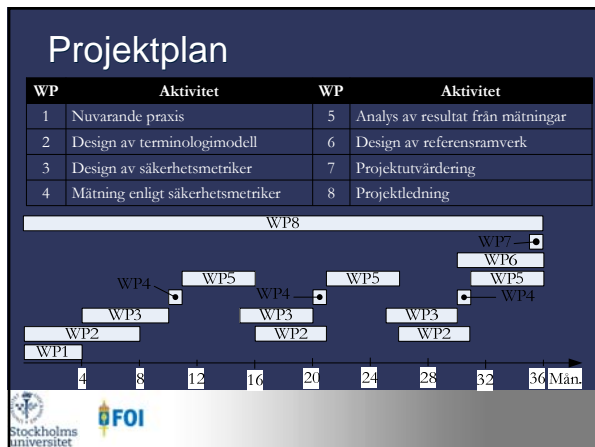 Projektplan
WP Aktivitet WP Aktivitet
1 Nuvarande praxis 5 Analys av resultat från mätningar
2 Design av terminologimodell 6 Design av referensramverk
3 Design av säkerhetsmetriker 7 Projektutvärdering
4 Mätning enligt säkerhetsmetriker 8 Projektledning
WP8
WP7
WP6
WP4 WP5 WP4 WP5 WP5 WP4
WP3 WP3 WP3
WP2 WP2 WP2
WP1
4 8 12 16 20 24 28 32 36 Mån.
Stockholms universitet
FOI